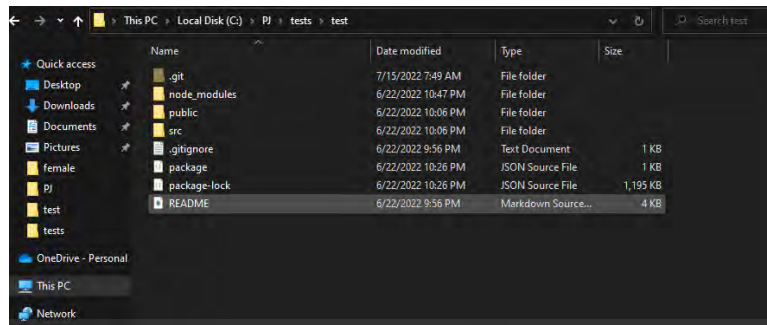 This PC > Local Disk (C:) > PJ > tests > test
Search test
Name Date modified Type Size
Quick access
Desktop
Downloads
Documents
Pictures
female
PJ
test
tests
OneDrive - Personal
This PC
Network
.git 7/15/2022 7:49 AM File folder
node_modules 6/22/2022 10:47 PM File folder
public 6/22/2022 10:06 PM File folder
src 6/22/2022 10:06 PM File folder
.gitignore 6/22/2022 9:56 PM Text Document 1 KB
package 6/22/2022 10:26 PM JSON Source File 1 KB
package-lock 6/22/2022 10:26 PM JSON Source File 1,195 KB
README 6/22/2022 9:56 PM Markdown Source... 4 KB